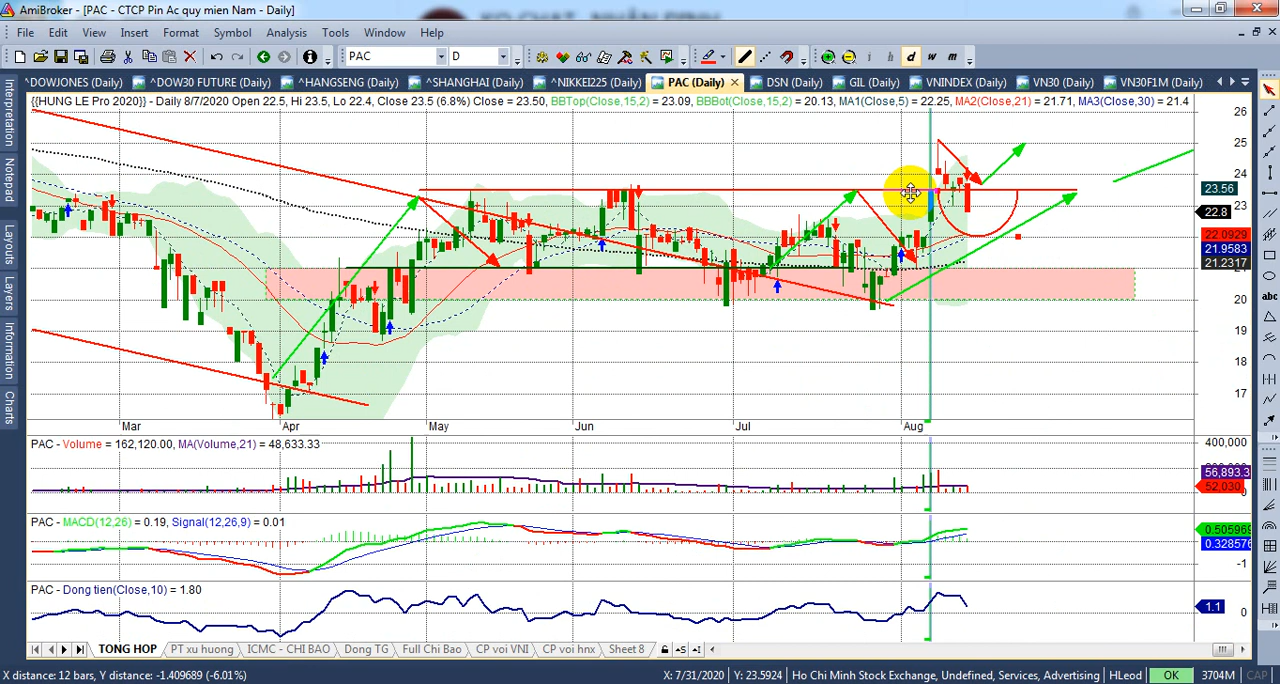 AmiBroker - [PAC - CTCP Pin Ac quy mien Nam - Daily]
File Edit View Insert Format Symbol Analysis Tools Window Help
PAC D d w m
^DOWJONES (Daily) ^DOW30 FUTURE (Daily) ^HANGSENG (Daily) ^SHANGHAI (Daily) ^NIKKEI225 (Daily) PAC (Daily) DSN (Daily) GIL (Daily) VNINDEX (Daily) VN30 (Daily) VN30F1M (Daily)
{{HUNG LE Pro 2020}} - Daily 8/7/2020 Open 22.5, Hi 23.5, Lo 22.4, Close 23.5 (6.8%) Close = 23.50, BBTop(Close,15,2) = 23.09, BBBot(Close,15,2) = 20.13, MA1(Close,5) = 22.25, MA2(Close,21) = 21.71, MA3(Close,30) = 21.4
Interpretation
Notepad
Layouts
Layers
Information
Charts
26
25
24
23.56
23
22.8
22.0929
21.9583
21.2317
20
19
18
17
Mar Apr May Jun Jul Aug
PAC - Volume = 162,120.00, MA(Volume,21) = 48,633.33
400,000
56,893.3
52,030
PAC - MACD(12,26) = 0.19, Signal(12,26,9) = 0.01
0.505969
0.328576
-1
PAC - Dong tien(Close,10) = 1.80
1.1
0
TONG HOP PT xu huong ICMC - CHI BAO Dong TG Full Chi Bao CP voi VNI CP voi hnx Sheet 8
X distance: 12 bars, Y distance: -1.409689 (-6.01%) X: 7/31/2020 Y: 23.5924 Ho Chi Minh Stock Exchange, Undefined, Services, Advertising HLeod OK 3704M CAP